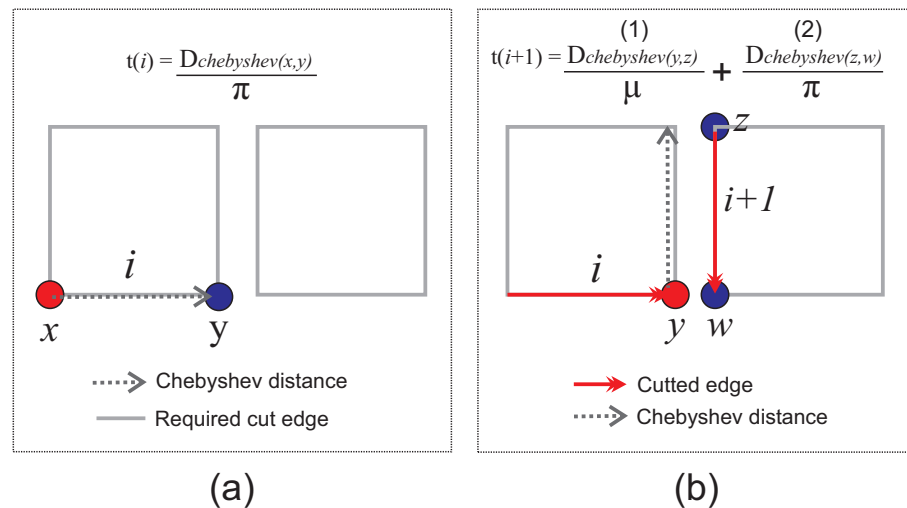 t(i) = Dchebyshev(x,y)
π
i
x
y
Chebyshev distance
Required cut edge
(a)
(1) (2)
t(i+1) = Dchebyshev(y,z) + Dchebyshev(z,w)
μ π
z
i+1
i
y w
Cutted edge
Chebyshev distance
(b)